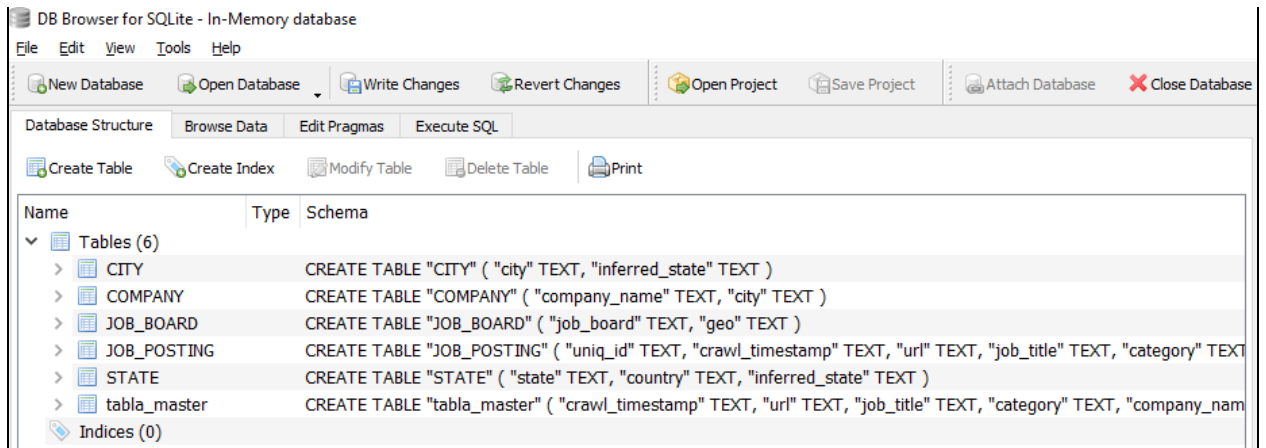 DB Browser for SQLite - In-Memory database
File Edit View Tools Help
New Database Open Database Write Changes Revert Changes Open Project Save Project Attach Database Close Database
Database Structure Browse Data Edit Pragmas Execute SQL
Create Table Create Index Modify Table Delete Table Print
Name Type Schema
Tables (6)
CITY CREATE TABLE "CITY" ( "city" TEXT, "inferred_state" TEXT )
COMPANY CREATE TABLE "COMPANY" ( "company_name" TEXT, "city" TEXT )
JOB_BOARD CREATE TABLE "JOB_BOARD" ( "job_board" TEXT, "geo" TEXT )
JOB_POSTING CREATE TABLE "JOB_POSTING" ( "uniq_id" TEXT, "crawl_timestamp" TEXT, "url" TEXT, "job_title" TEXT, "category" TEXT
STATE CREATE TABLE "STATE" ( "state" TEXT, "country" TEXT, "inferred_state" TEXT )
tabla_master CREATE TABLE "tabla_master" ( "crawl_timestamp" TEXT, "url" TEXT, "job_title" TEXT, "category" TEXT, "company_nam
Indices (0)